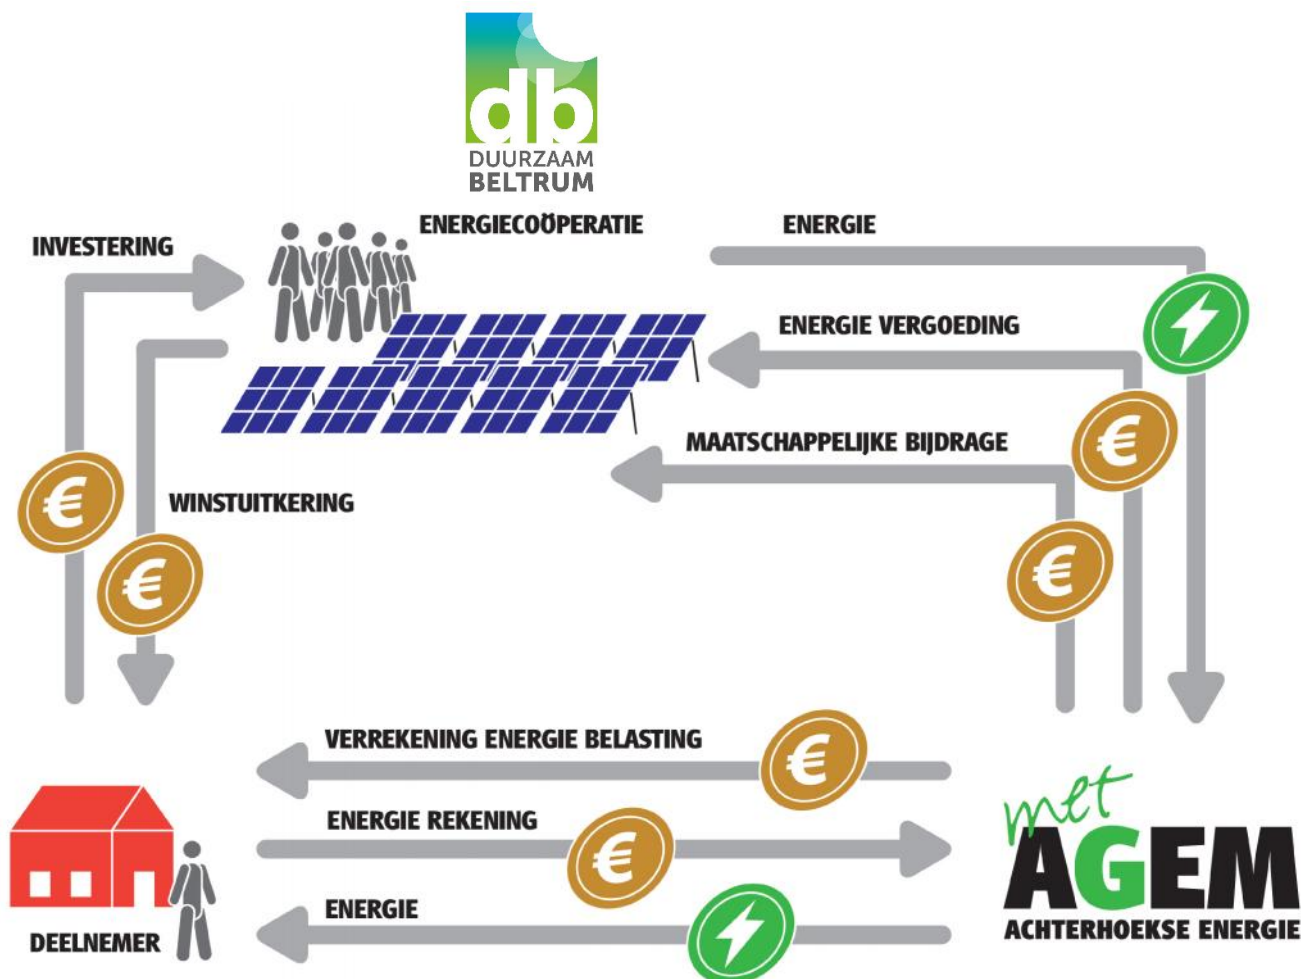 db
DUURZAAM
BELTRUM
ENERGIECOÖPERATIE
ENERGIE
INVESTERING
ENERGIE VERGOEDING
MAATSCHAPPELIJKE BIJDRAGE
€
€
WINSTUITKERING
€
€
VERREKENING ENERGIE BELASTING
€
ENERGIE REKENING
€
ENERGIE
DEELNEMER
met
AGEM
ACHTERHOEKSE ENERGIE